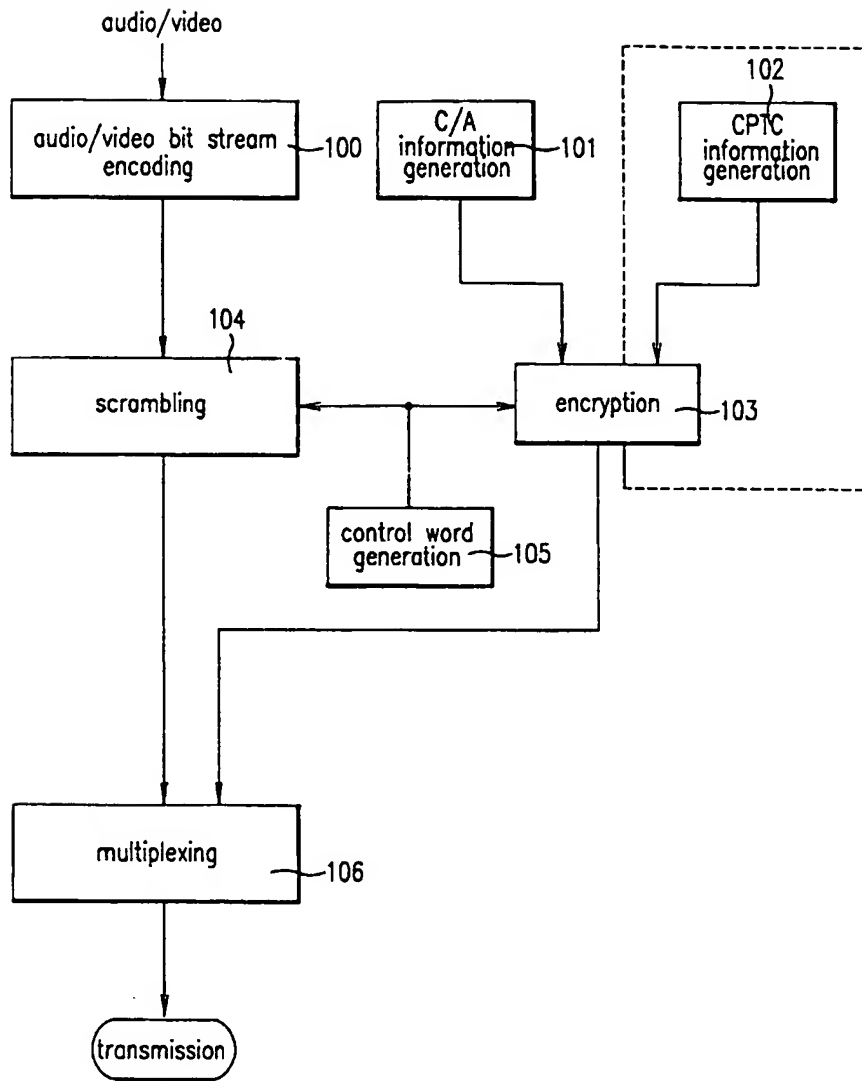 audio/video
audio/video bit stream
encoding
100
C/A
information
generation
101
102
CPTC
information
generation
104
scrambling
encryption
103
control word
generation
105
multiplexing
106
transmission